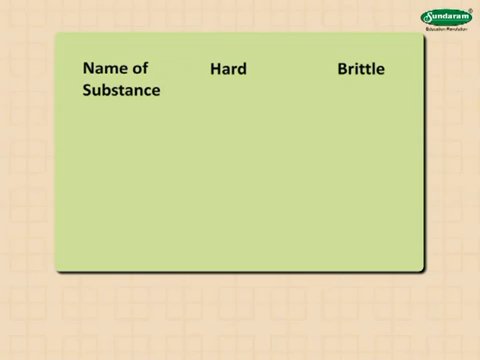 Sundaram
Education Revolution
Name of Hard Brittle
Substance